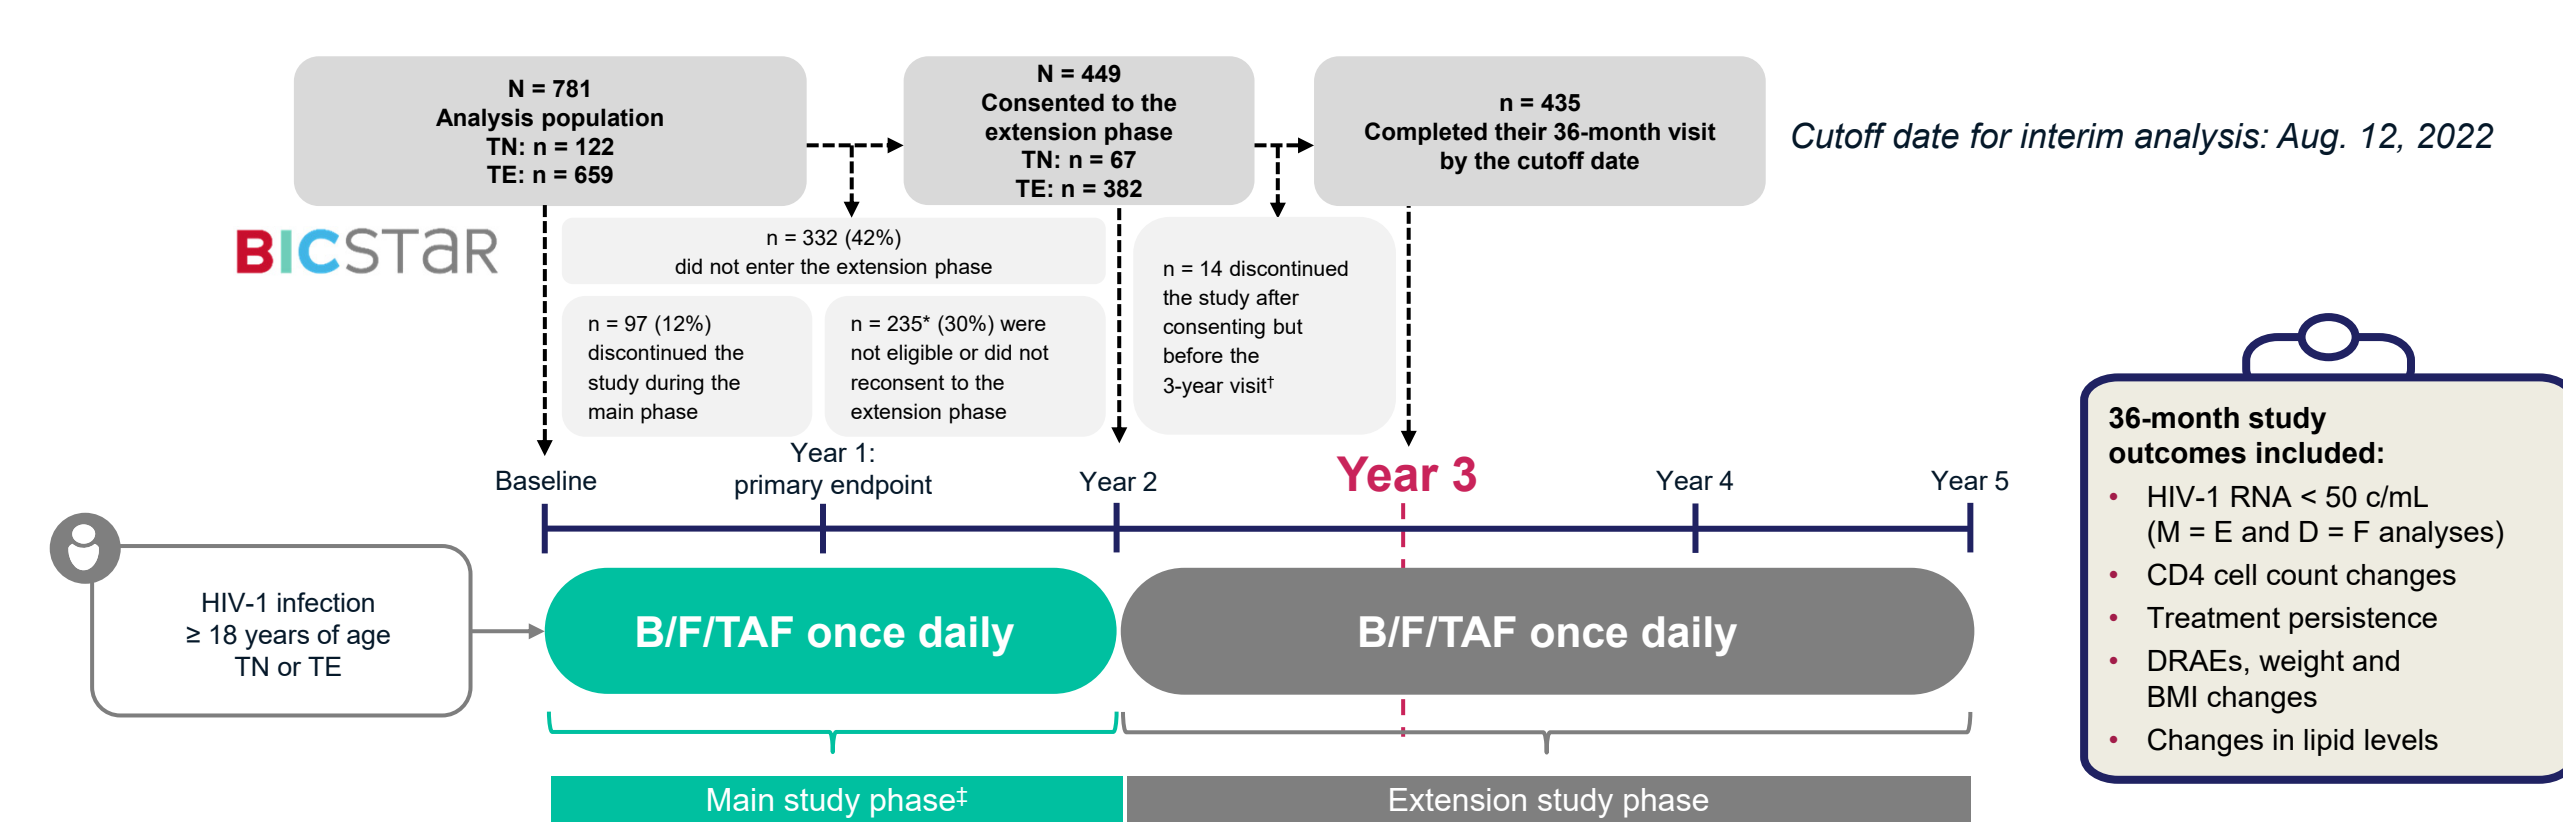 N = 781
Analysis population
TN: n = 122
TE: n = 659
N = 449
Consented to the
extension phase
TN: n = 67
TE: n = 382
n = 435
Completed their 36-month visit
by the cutoff date
Cutoff date for interim analysis: Aug. 12, 2022
BICSTaR
n = 332 (42%)
did not enter the extension phase
n = 97 (12%)
discontinued the
study during the
main phase
n = 235* (30%) were
not eligible or did not
reconsent to the
extension phase
n = 14 discontinued
the study after
consenting but
before the
3-year visit†
Baseline
Year 1:
primary endpoint
Year 2
Year 3
Year 4
Year 5
HIV-1 infection
≥ 18 years of age
TN or TE
B/F/TAF once daily
B/F/TAF once daily
Main study phase‡
Extension study phase
36-month study
outcomes included:
• HIV-1 RNA < 50 c/mL
(M = E and D = F analyses)
• CD4 cell count changes
• Treatment persistence
• DRAEs, weight and
BMI changes
• Changes in lipid levels